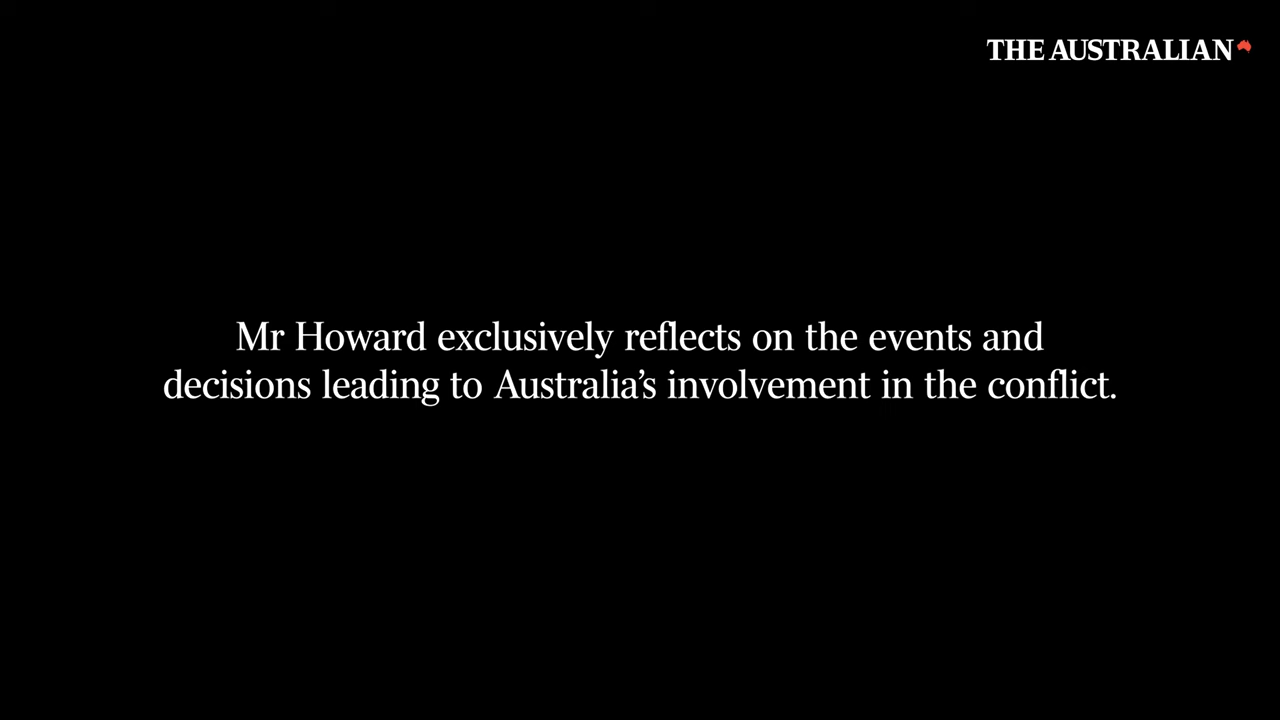 THE AUSTRALIAN
Mr Howard exclusively reflects on the events and
decisions leading to Australia’s involvement in the conflict.